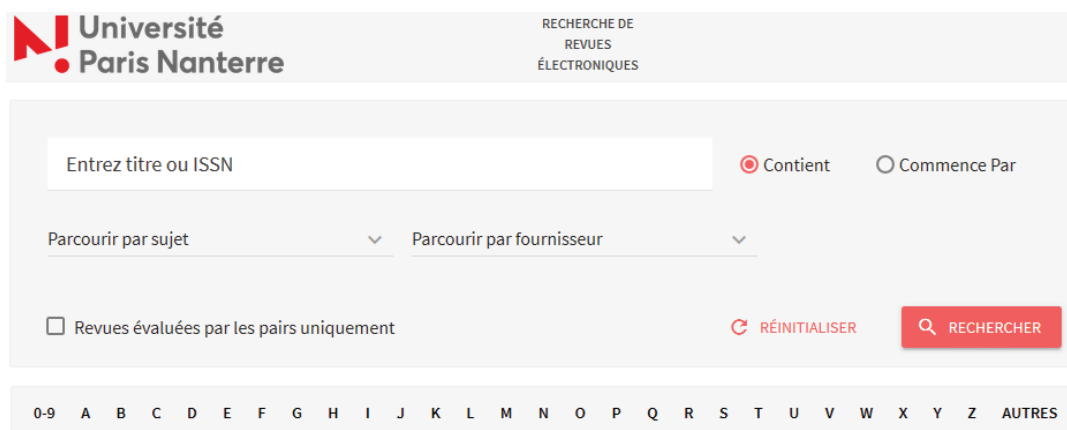 Université
Paris Nanterre
RECHERCHE DE
REVUES
ÉLECTRONIQUES
Entrez titre ou ISSN
Contient
Commence Par
Parcourir par sujet
Parcourir par fournisseur
Revues évaluées par les pairs uniquement
RÉINITIALISER
RECHERCHER
0-9 A B C D E F G H I J K L M N O P Q R S T U V W X Y Z AUTRES